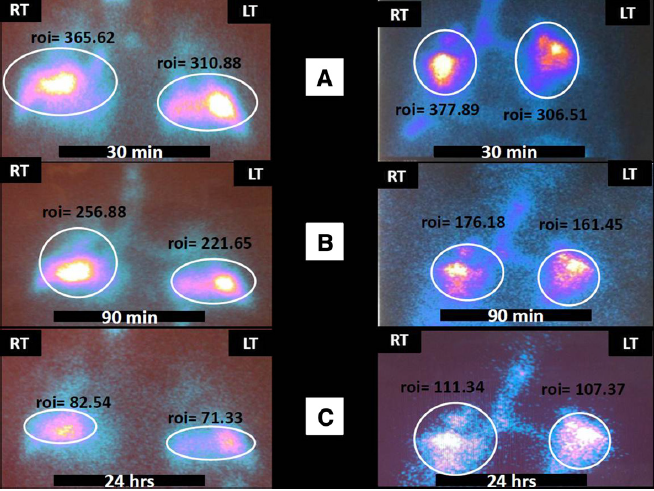 RT LT
roi= 365.62
roi= 310.88
30 min
A
RT LT
roi= 377.89
roi= 306.51
30 min
RT LT
roi= 256.88
roi= 221.65
90 min
B
RT LT
roi= 176.18
roi= 161.45
90 min
RT LT
roi= 82.54
roi= 71.33
24 hrs
C
RT LT
roi= 111.34
roi= 107.37
24 hrs